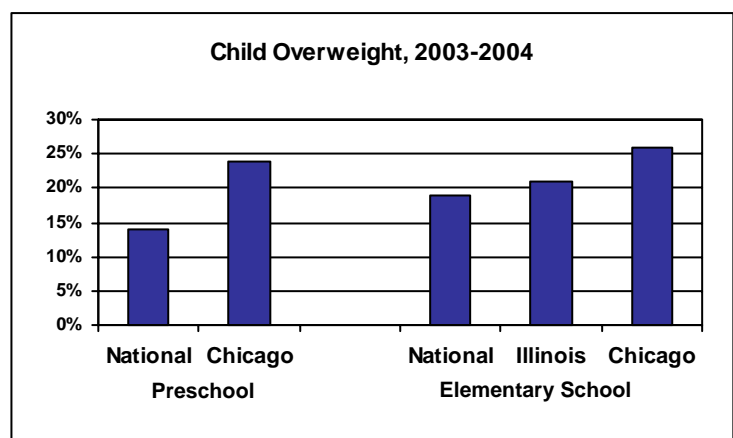 Child Overweight, 2003-2004
30%
25%
20%
15%
10%
5%
0%
National Chicago National Illinois Chicago
Preschool Elementary School